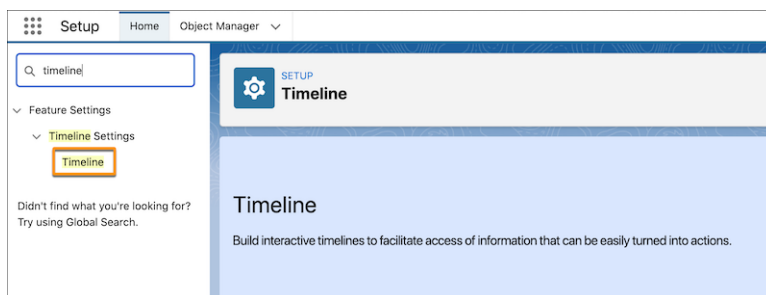 Setup
Home
Object Manager
timeline
Feature Settings
Timeline Settings
Timeline
Didn't find what you're looking for?
Try using Global Search.
SETUP
Timeline
Timeline
Build interactive timelines to facilitate access of information that can be easily turned into actions.